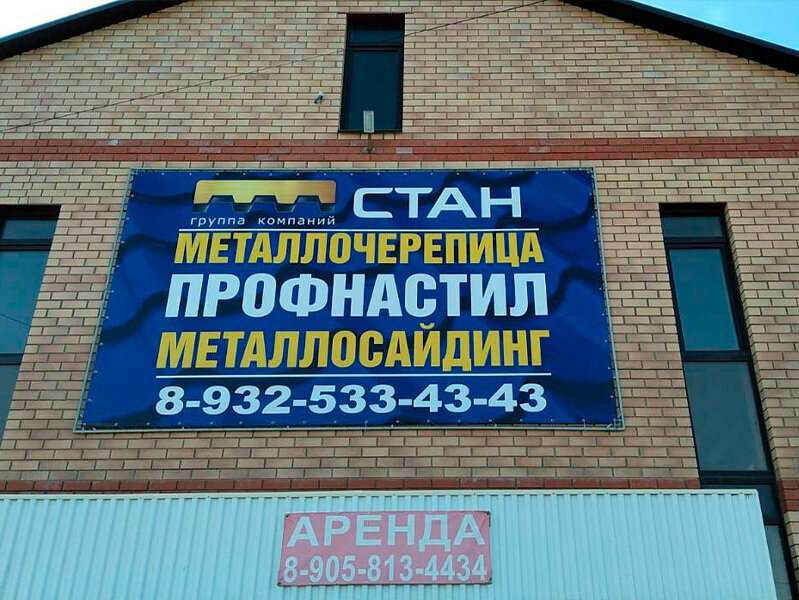 СТАН
группа компаний
МЕТАЛЛОЧЕРЕПИЦА
ПРОФНАСТИЛ
МЕТАЛЛОСАЙДИНГ
8-932-533-43-43
АРЕНДА
8-905-813-4434